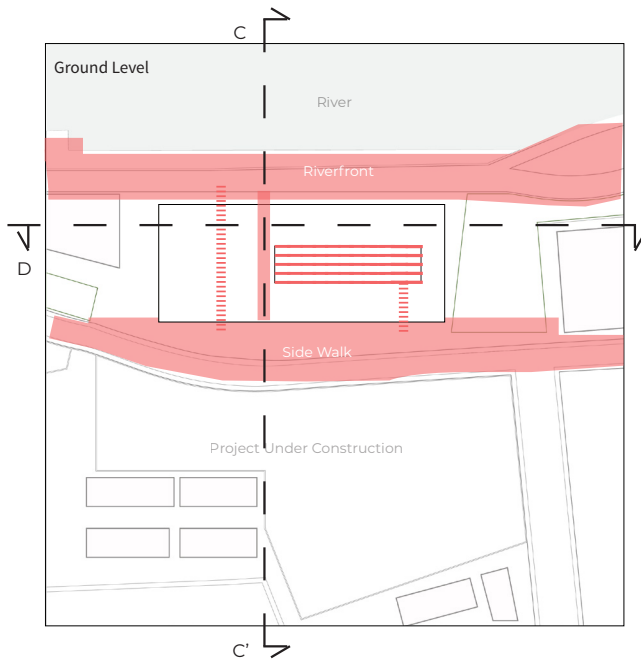 C
Ground Level
River
Riverfront
D
Side Walk
Project Under Construction
C'